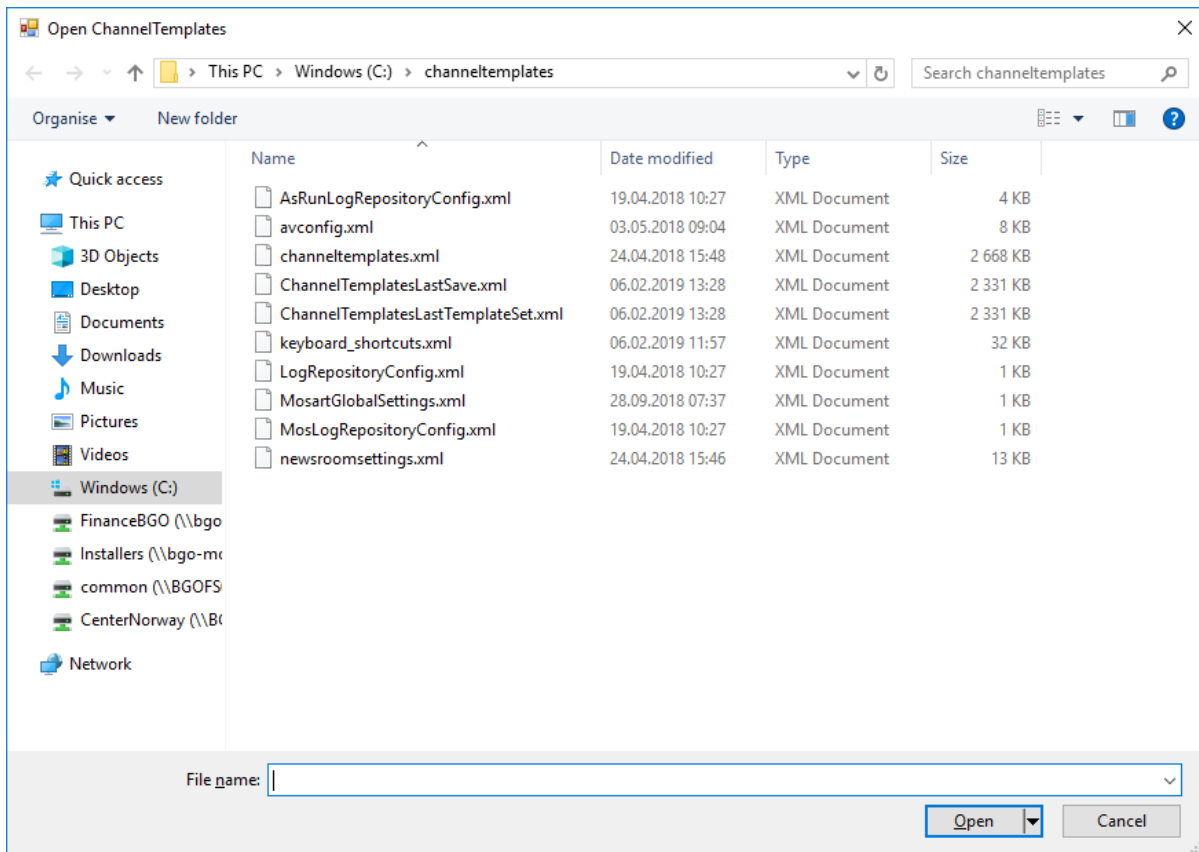 Open ChannelTemplates
This PC > Windows (C:) > channeltemplates
Search channeltemplates
Organise
New folder
Name Date modified Type Size
Quick access
This PC
3D Objects
Desktop
Documents
Downloads
Music
Pictures
Videos
Windows (C:)
FinanceBGO (\\bgo
Installers (\\bgo-mo
common (\\BGOFS
CenterNorway (\\B
Network
AsRunLogRepositoryConfig.xml 19.04.2018 10:27 XML Document 4 KB
avconfig.xml 03.05.2018 09:04 XML Document 8 KB
channeltemplates.xml 24.04.2018 15:48 XML Document 2 668 KB
ChannelTemplatesLastSave.xml 06.02.2019 13:28 XML Document 2 331 KB
ChannelTemplatesLastTemplateSet.xml 06.02.2019 13:28 XML Document 2 331 KB
keyboard_shortcuts.xml 06.02.2019 11:57 XML Document 32 KB
LogRepositoryConfig.xml 19.04.2018 10:27 XML Document 1 KB
MosartGlobalSettings.xml 28.09.2018 07:37 XML Document 1 KB
MosLogRepositoryConfig.xml 19.04.2018 10:27 XML Document 1 KB
newsroomsettings.xml 24.04.2018 15:46 XML Document 13 KB
File name:
Open
Cancel